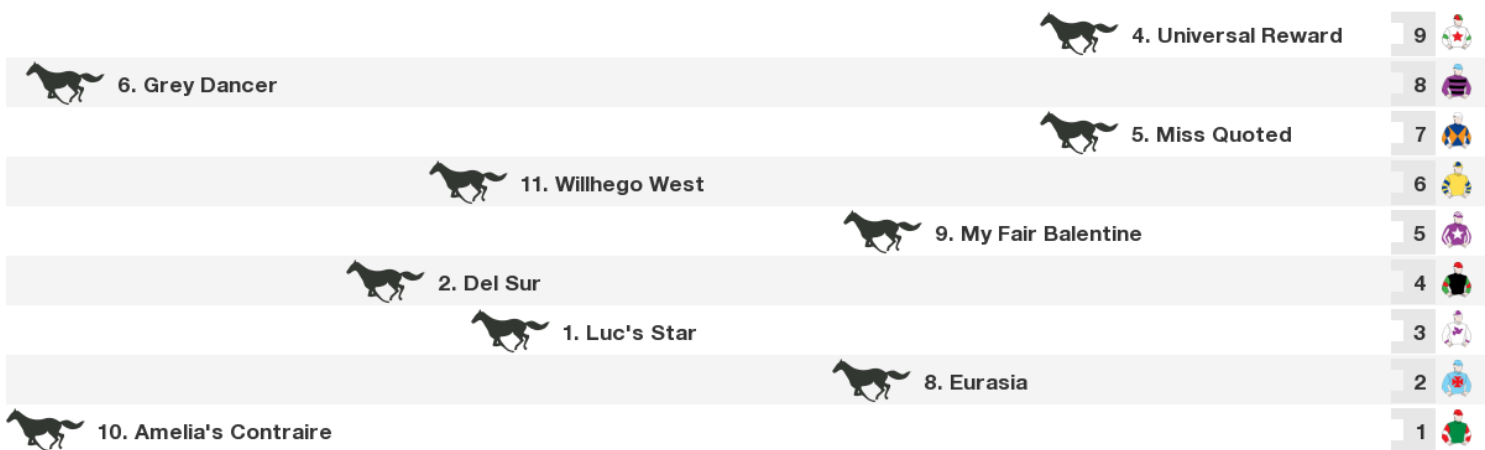 4. Universal Reward 9
6. Grey Dancer 8
5. Miss Quoted 7
11. Willhego West 6
9. My Fair Balentine 5
2. Del Sur 4
1. Luc's Star 3
8. Eurasia 2
10. Amelia's Contraire 1